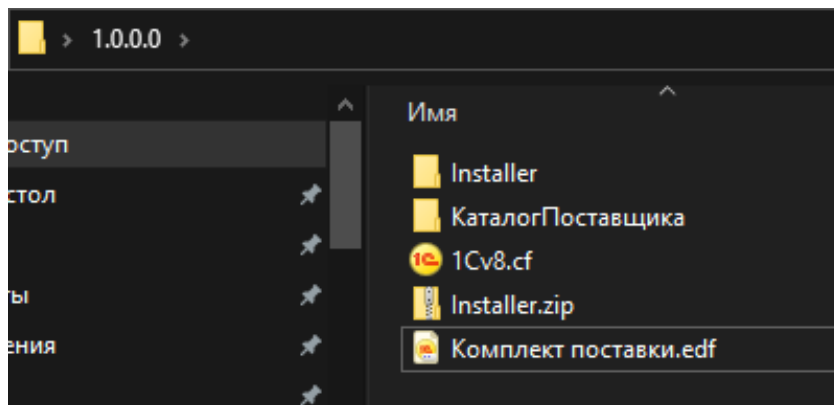 1.0.0.0
Имя
оступ
стол
ты
ения
Installer
КаталогПоставщика
1Cv8.cf
Installer.zip
Комплект поставки.edf